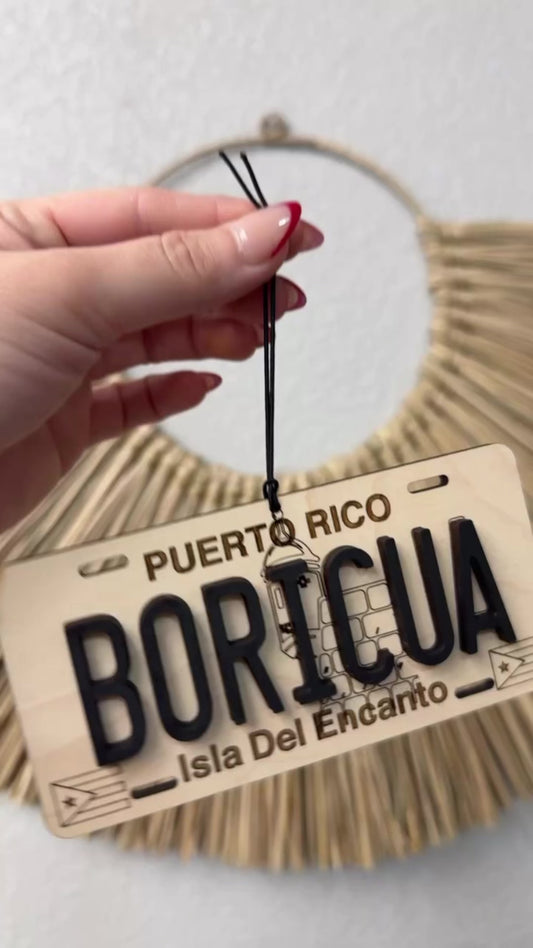 PUERTO RICO
BORICUA
Isla Del Encanto